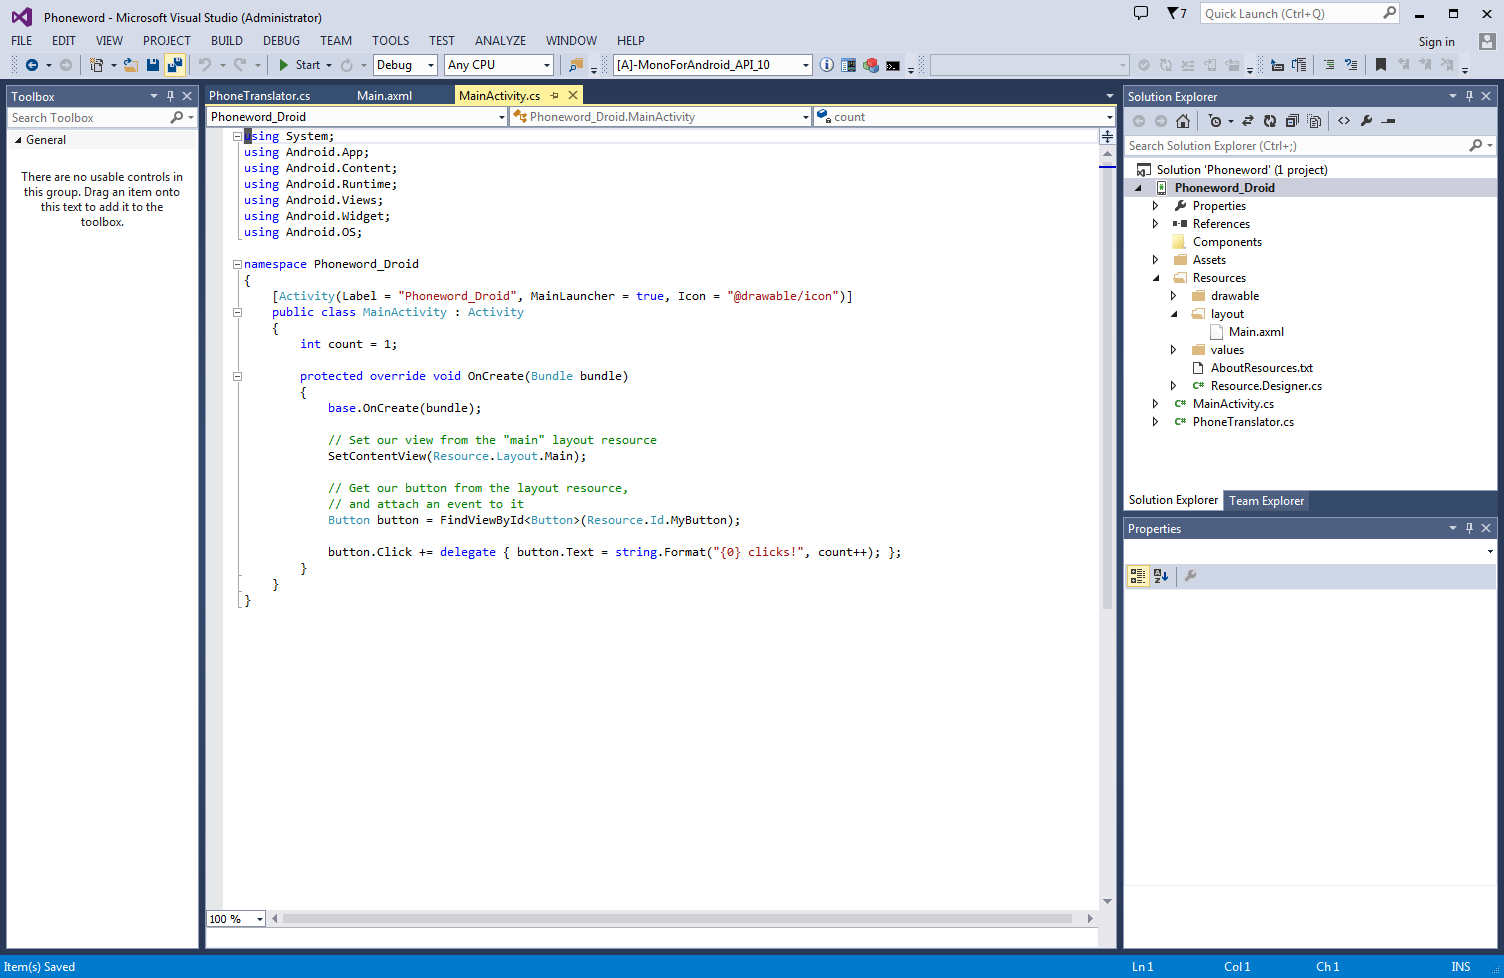 Phoneword - Microsoft Visual Studio (Administrator)
7
Quick Launch (Ctrl+Q)
FILE EDIT VIEW PROJECT BUILD DEBUG TEAM TOOLS TEST ANALYZE WINDOW HELP
Sign in
Start Debug Any CPU [A]-MonoForAndroid_API_10
Toolbox
Search Toolbox
General
There are no usable controls in
this group. Drag an item onto
this text to add it to the
toolbox.
PhoneTranslator.cs Main.axml MainActivity.cs
Phoneword_Droid Phoneword_Droid.MainActivity count
using System;
using Android.App;
using Android.Content;
using Android.Runtime;
using Android.Views;
using Android.Widget;
using Android.OS;
namespace Phoneword_Droid
{
[Activity(Label = "Phoneword_Droid", MainLauncher = true, Icon = "@drawable/icon")]
public class MainActivity : Activity
{
int count = 1;
protected override void OnCreate(Bundle bundle)
{
base.OnCreate(bundle);
// Set our view from the "main" layout resource
SetContentView(Resource.Layout.Main);
// Get our button from the layout resource,
// and attach an event to it
Button button = FindViewById<Button>(Resource.Id.MyButton);
button.Click += delegate { button.Text = string.Format("{0} clicks!", count++); };
}
}
}
100 %
Solution Explorer
Search Solution Explorer (Ctrl+;)
Solution 'Phoneword' (1 project)
Phoneword_Droid
Properties
References
Components
Assets
Resources
drawable
layout
Main.axml
values
AboutResources.txt
C# Resource.Designer.cs
C# MainActivity.cs
C# PhoneTranslator.cs
Solution Explorer Team Explorer
Properties
Item(s) Saved
Ln 1 Col 1 Ch 1 INS